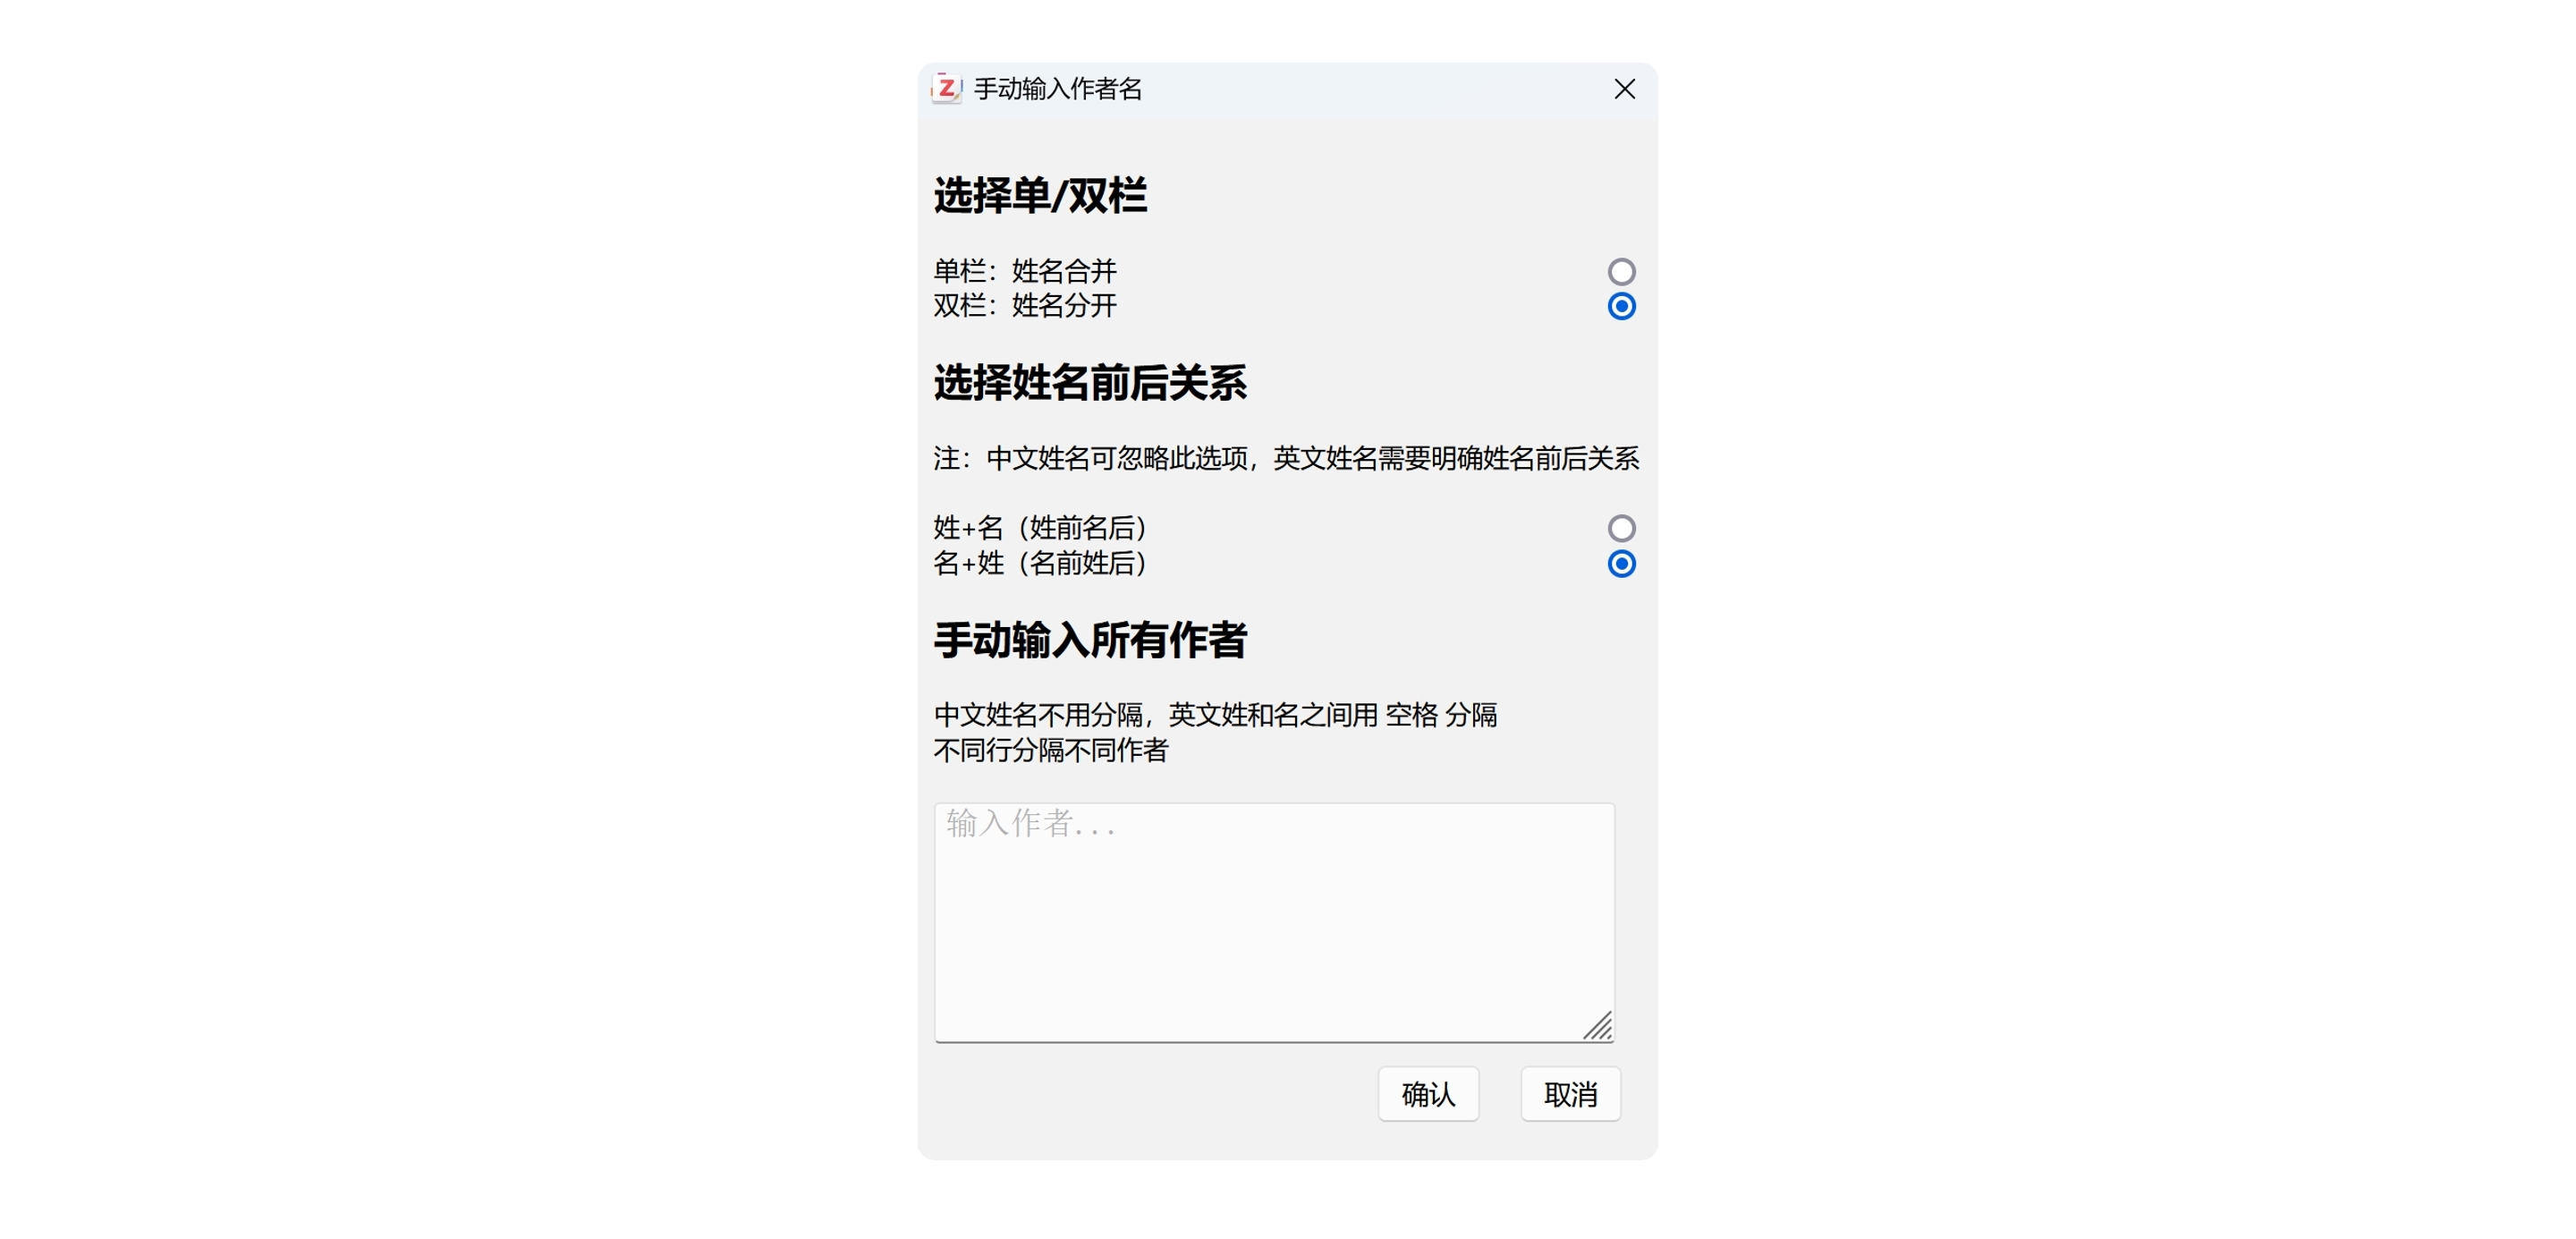 Z 手动输入作者名
选择单/双栏
单栏：姓名合并
双栏：姓名分开
选择姓名前后关系
注：中文姓名可忽略此选项，英文姓名需要明确姓名前后关系
姓+名（姓前名后）
名+姓（名前姓后）
手动输入所有作者
中文姓名不用分隔，英文姓和名之间用 空格 分隔
不同行分隔不同作者
输入作者...
确认 取消